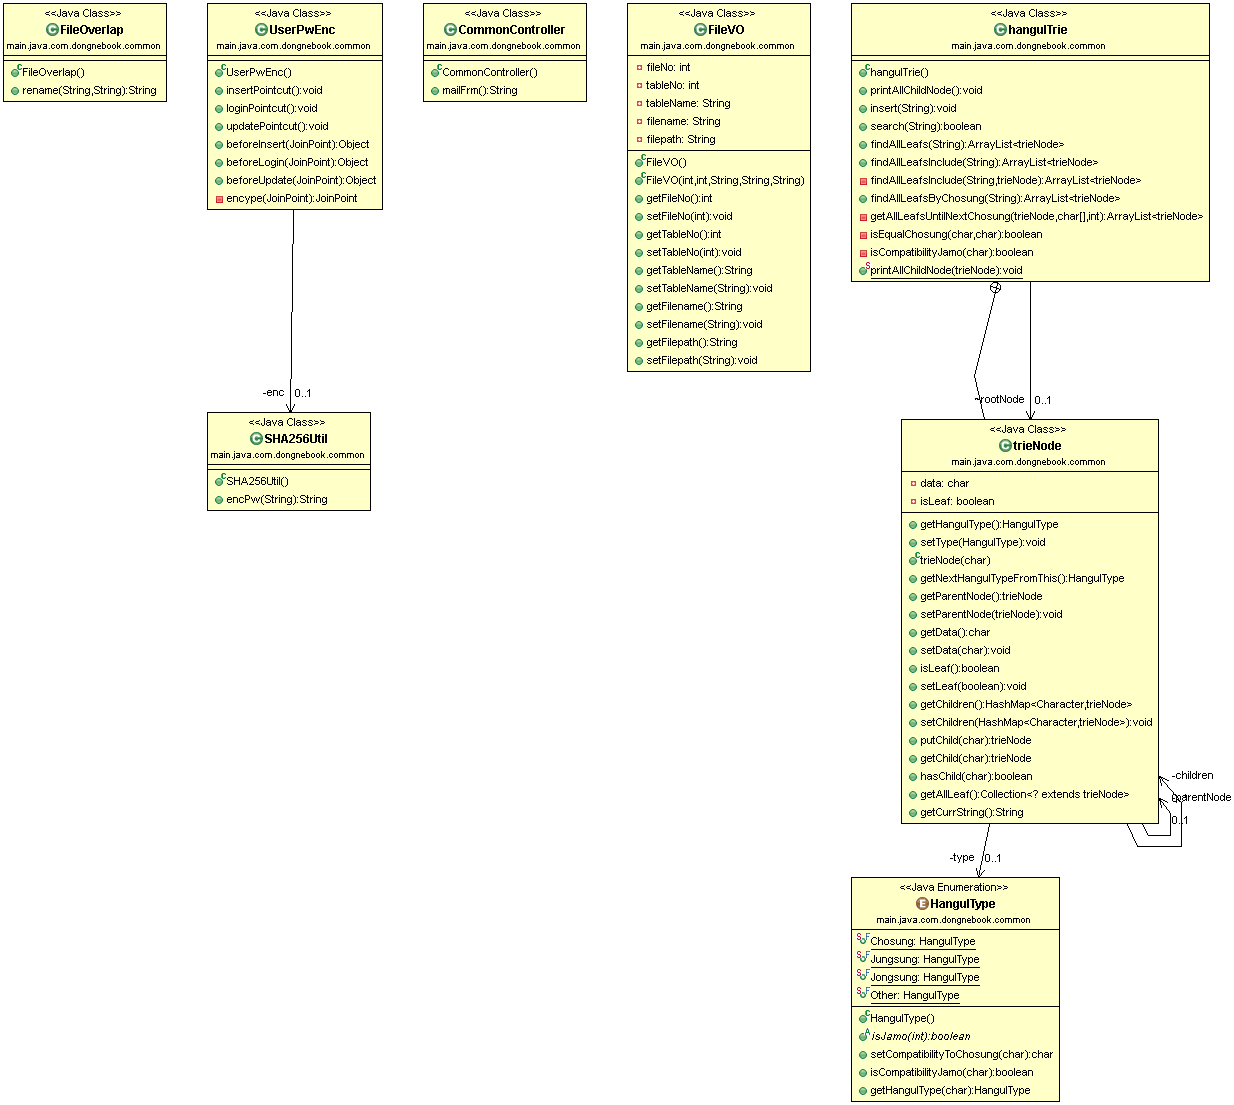 <<Java Class>>
FileOverlap
main.java.com.dongnebook.common
FileOverlap()
rename(String,String):String
<<Java Class>>
UserPwEnc
main.java.com.dongnebook.common
UserPwEnc()
insertPointcut():void
loginPointcut():void
updatePointcut():void
beforeInsert(JoinPoint):Object
beforeLogin(JoinPoint):Object
beforeUpdate(JoinPoint):Object
encype(JoinPoint):JoinPoint
<<Java Class>>
CommonController
main.java.com.dongnebook.common
CommonController()
mailFrm():String
<<Java Class>>
FileVO
main.java.com.dongnebook.common
fileNo: int
tableNo: int
tableName: String
filename: String
filepath: String
FileVO()
FileVO(int,int,String,String,String)
getFileNo():int
setFileNo(int):void
getTableNo():int
setTableNo(int):void
getTableName():String
setTableName(String):void
getFilename():String
setFilename(String):void
getFilepath():String
setFilepath(String):void
<<Java Class>>
hangulTrie
main.java.com.dongnebook.common
hangulTrie()
printAllChildNode():void
insert(String):void
search(String):boolean
findAllLeafs(String):ArrayList<trieNode>
findAllLeafsInclude(String):ArrayList<trieNode>
findAllLeafsInclude(String,trieNode):ArrayList<trieNode>
findAllLeafsByChosung(String):ArrayList<trieNode>
getAllLeafsUntilNextChosung(trieNode,char[],int):ArrayList<trieNode>
isEqualChosung(char,char):boolean
isCompatibilityJamo(char):boolean
printAllChildNode(trieNode):void
-enc 0..1
<<Java Class>>
SHA256Util
main.java.com.dongnebook.common
SHA256Util()
encPw(String):String
~rootNode 0..1
<<Java Class>>
trieNode
main.java.com.dongnebook.common
data: char
isLeaf: boolean
getHangulType():HangulType
setType(HangulType):void
trieNode(char)
getNextHangulTypeFromThis():HangulType
getParentNode():trieNode
setParentNode(trieNode):void
getData():char
setData(char):void
isLeaf():boolean
setLeaf(boolean):void
getChildren():HashMap<Character,trieNode>
setChildren(HashMap<Character,trieNode>):void
putChild(char):trieNode
getChild(char):trieNode
hasChild(char):boolean
getAllLeaf():Collection<? extends trieNode>
getCurrString():String
-children
-parentNode
0..1
-type 0..1
<<Java Enumeration>>
HangulType
main.java.com.dongnebook.common
Chosung: HangulType
Jungsung: HangulType
Jongsung: HangulType
Other: HangulType
HangulType()
isJamo(int):boolean
setCompatibilityToChosung(char):char
isCompatibilityJamo(char):boolean
getHangulType(char):HangulType